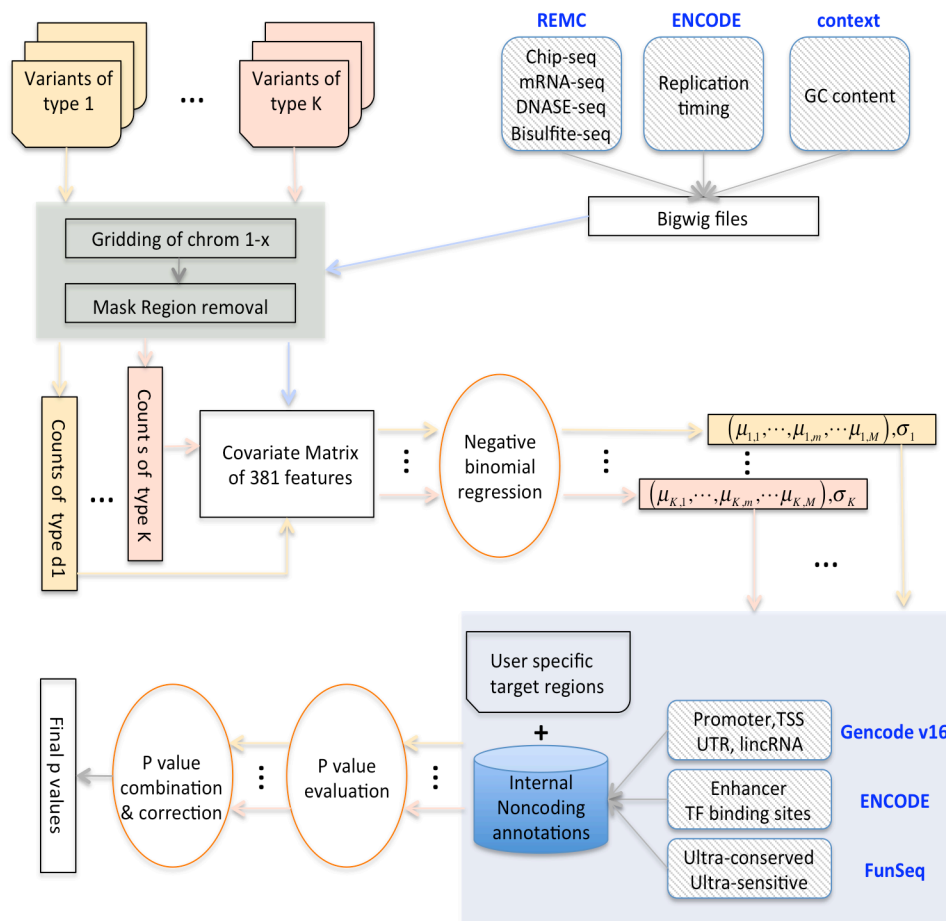 REMC
ENCODE
context
Variants of
type 1
...
Variants of
type K
Chip-seq
mRNA-seq
DNASE-seq
Bisulfite-seq
Replication
timing
GC content
Bigwig files
Gridding of chrom 1-x
Mask Region removal
Counts of type d1
...
Count s of type K
Covariate Matrix
of 381 features
...
Negative
binomial
regression
...
(μ1,1,⋯,μ1,m,⋯μ1,M),σ1
...
(μK,1,⋯,μK,m,⋯μK,M),σK
...
User specific
target regions
+
Internal
Noncoding
annotations
Promoter,TSS
UTR, lincRNA
Gencode v16
Enhancer
TF binding sites
ENCODE
Ultra-conserved
Ultra-sensitive
FunSeq
...
P value
evaluation
...
P value
combination
& correction
Final p values